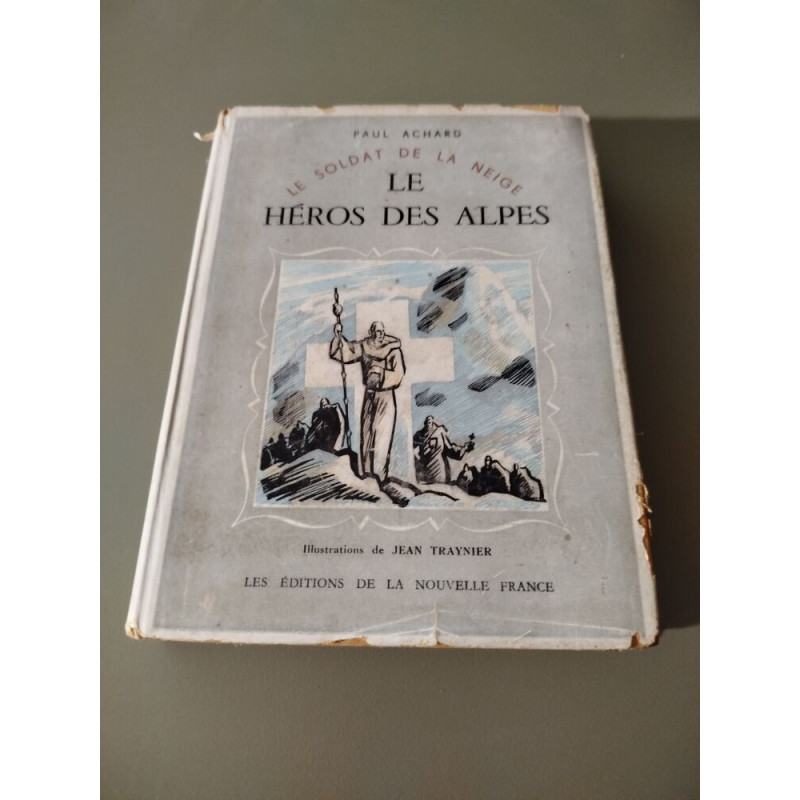 PAUL ACHARD
LE SOLDAT DE LA NEIGE
LE
HÉROS DES ALPES
Illustrations de JEAN TRAYNIER
LES ÉDITIONS DE LA NOUVELLE FRANCE